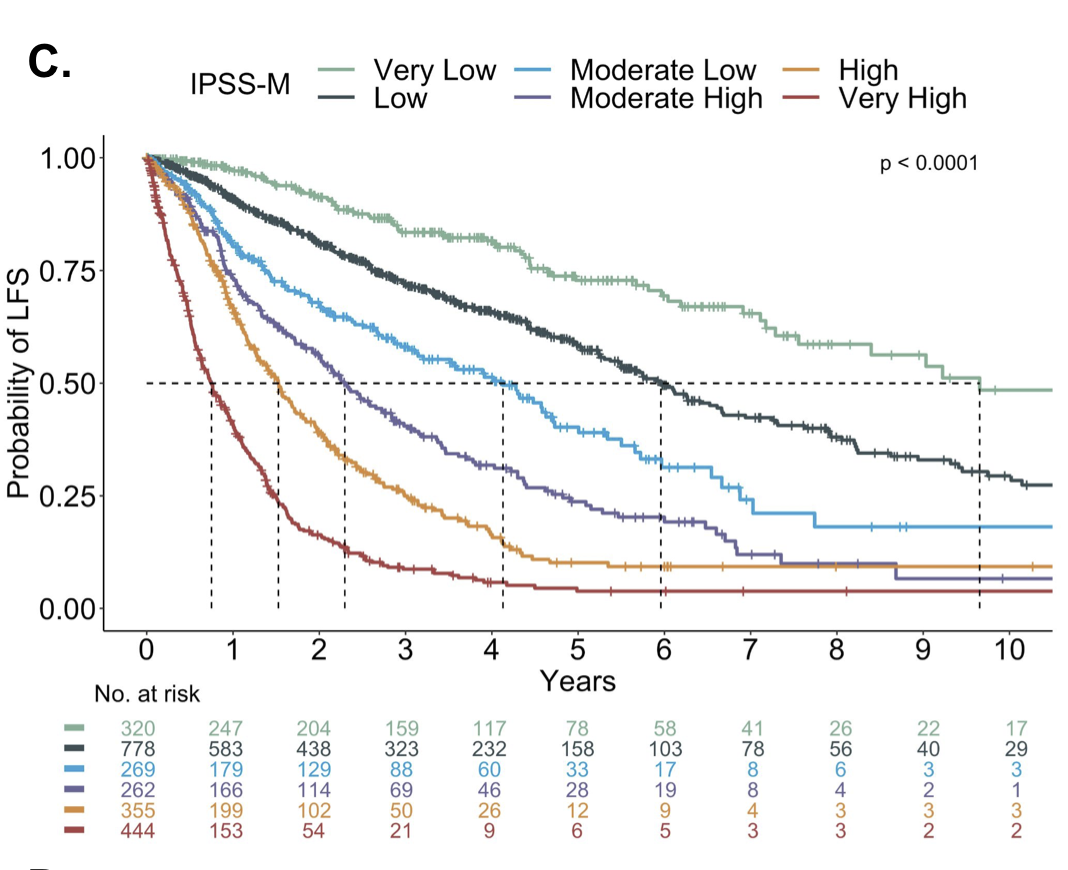 C.
IPSS-M
Very Low Moderate Low High
Low Moderate High Very High
p < 0.0001
Probability of LFS
1.00
0.75
0.50
0.25
0.00
0 1 2 3 4 5 6 7 8 9 10
Years
No. at risk
320 247 204 159 117 78 58 41 26 22 17
778 583 438 323 232 158 103 78 56 40 29
269 179 129 88 60 33 17 8 6 3 3
262 166 114 69 46 28 19 8 4 2 1
355 199 102 50 26 12 9 4 3 3 3
444 153 54 21 9 6 5 3 3 2 2